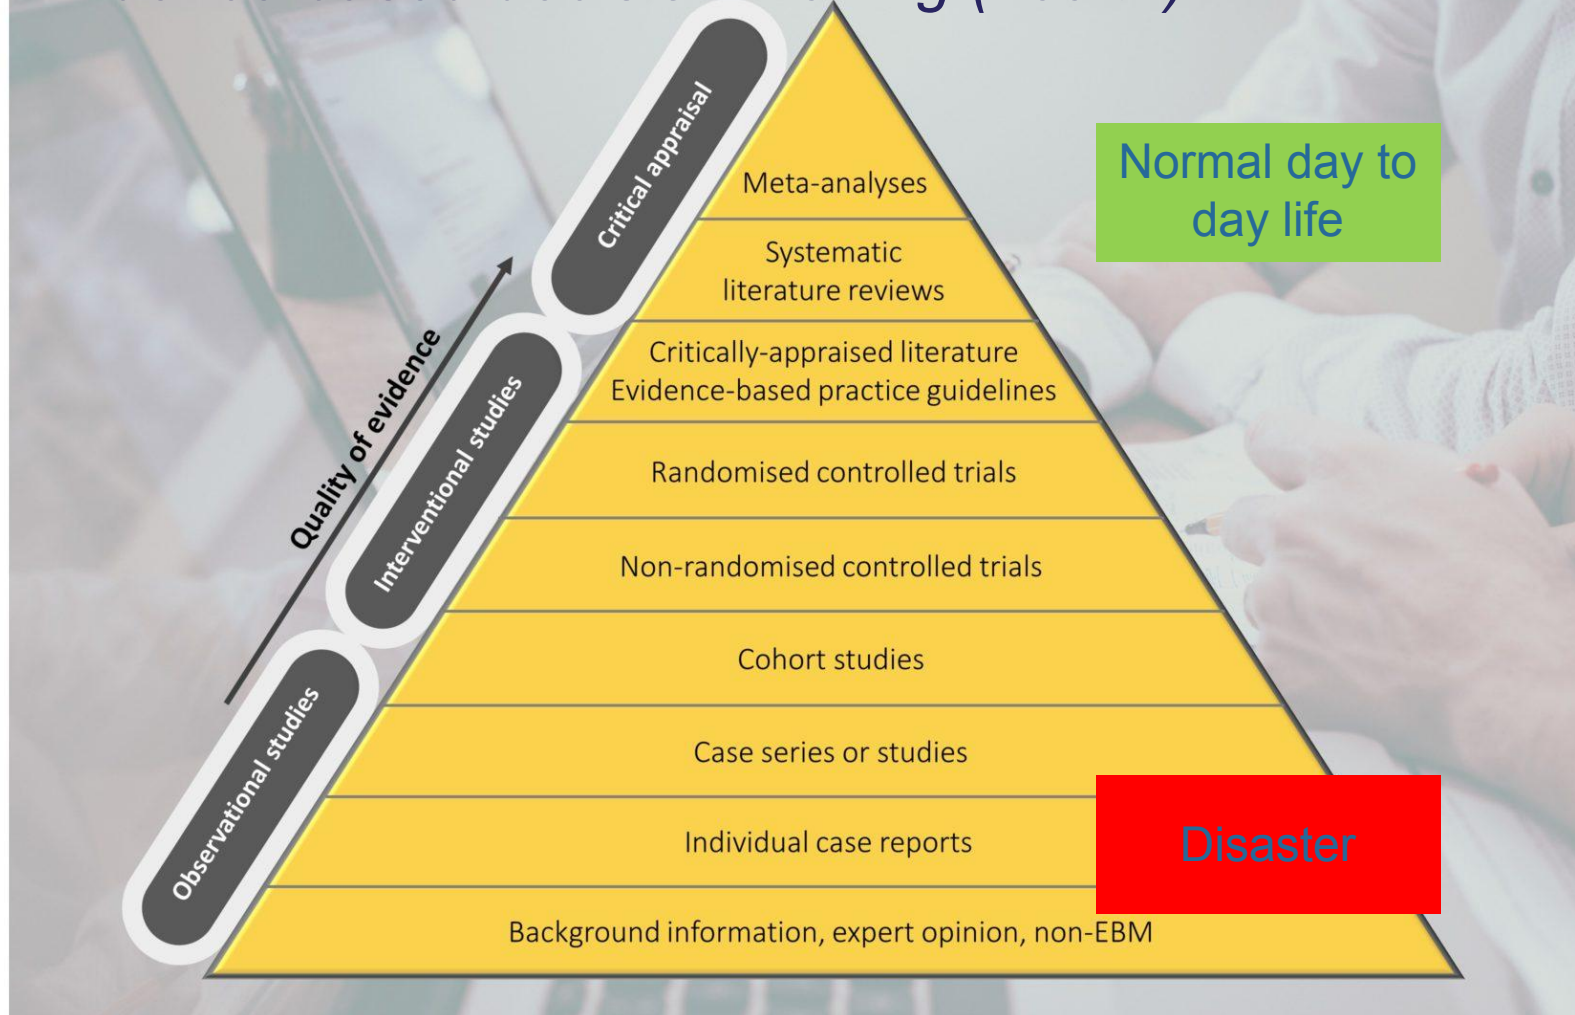 Critical appraisal
Meta-analyses
Normal day to
day life
Systematic
literature reviews
Quality of evidence
Critically-appraised literature
Evidence-based practice guidelines
Interventional studies
Randomised controlled trials
Non-randomised controlled trials
Cohort studies
Observational studies
Case series or studies
Individual case reports
Disaster
Background information, expert opinion, non-EBM